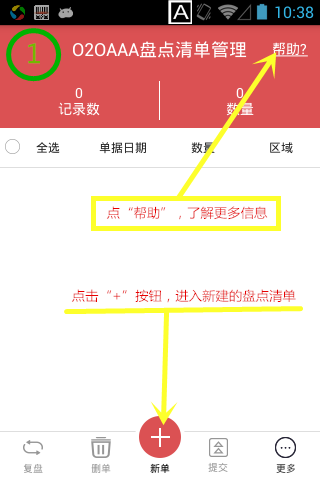 A
10:38
1
O2OAAA盘点清单管理
帮助?
0
0
记录数
数量
全选
单据日期
数量
区域
点“帮助”，了解更多信息
点击“+”按钮，进入新建的盘点清单
复盘
删单
新单
提交
更多